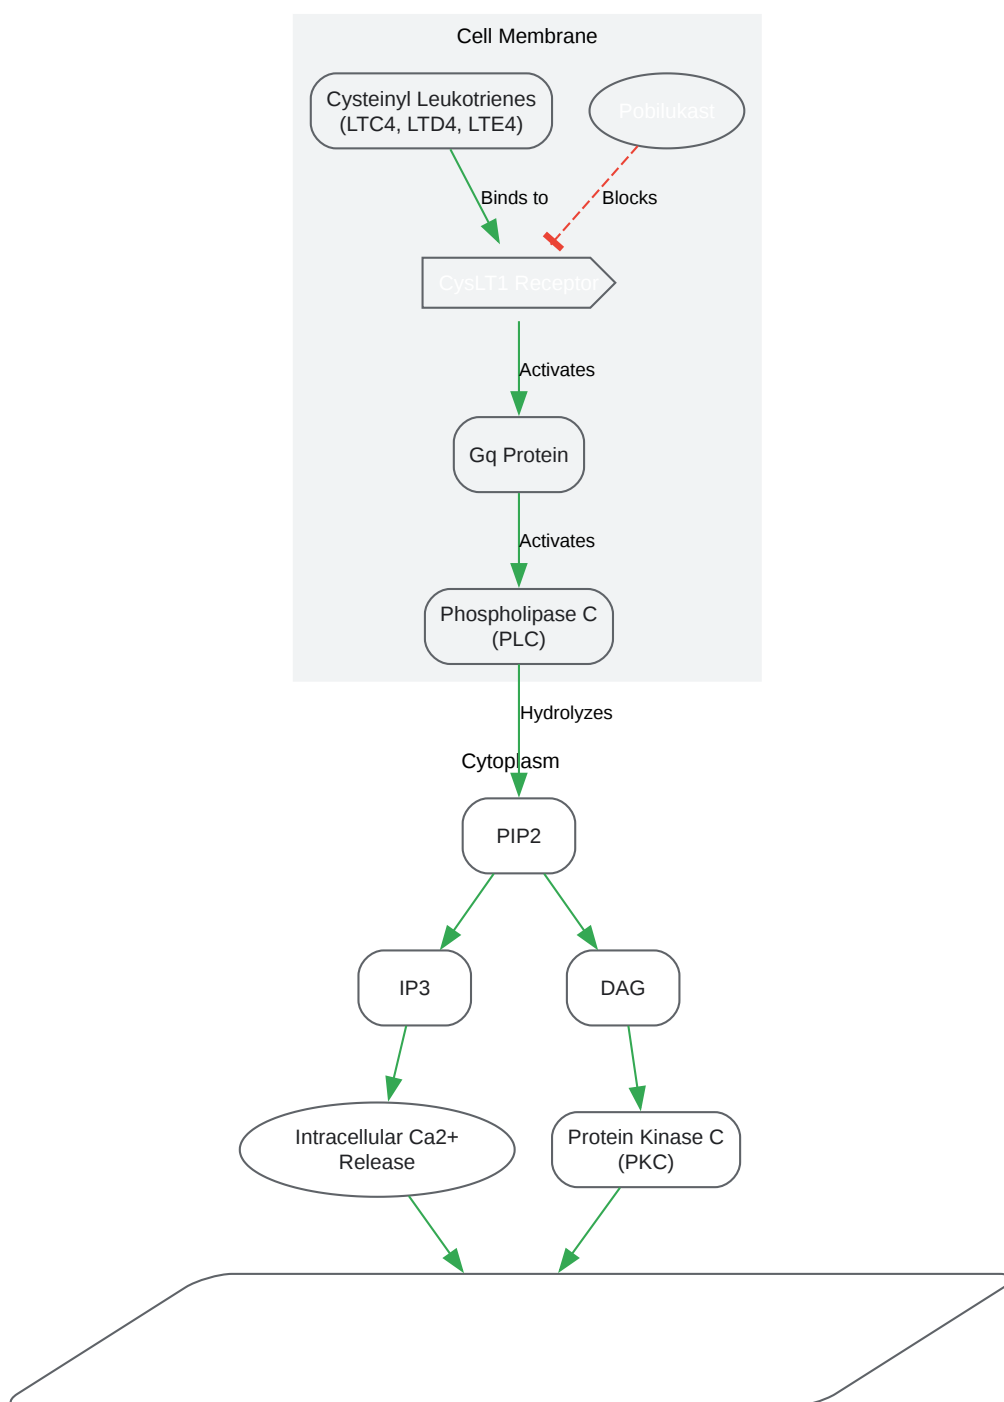 Cell Membrane
Cysteinyl Leukotrienes
(LTC4, LTD4, LTE4)
Pobilukast
Binds to
Blocks
CysLT1 Receptor
Activates
Gq Protein
Activates
Phospholipase C
(PLC)
Hydrolyzes
Cytoplasm
PIP2
IP3
DAG
Intracellular Ca2+
Release
Protein Kinase C
(PKC)